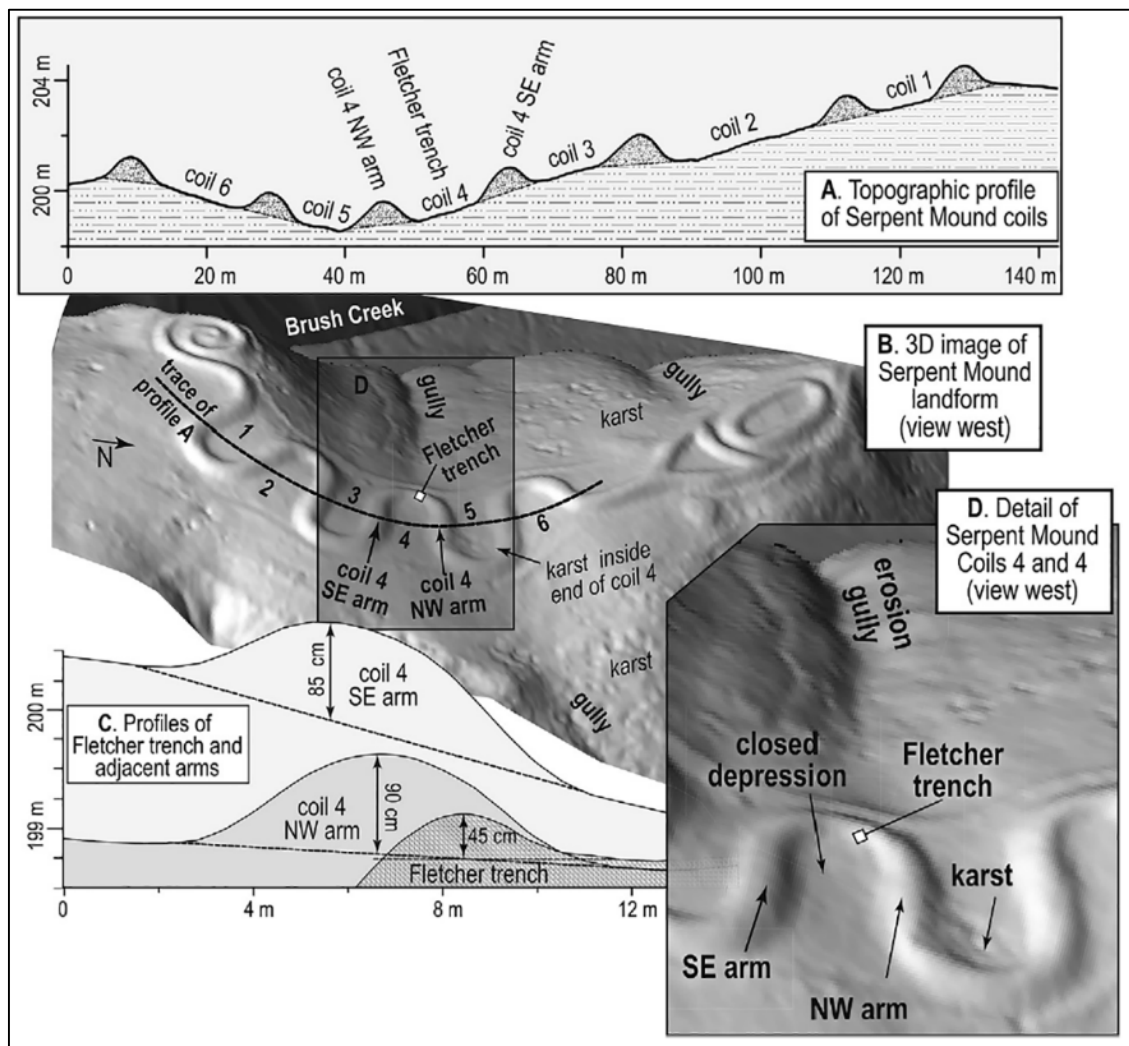 204 m
200 m
coil 6
coil 5
coil 4 NW arm
Fletcher trench
coil 4
coil 4 SE arm
coil 3
coil 2
coil 1
A. Topographic profile
of Serpent Mound coils
0
20 m
40 m
60 m
80 m
100 m
120 m
140 m
Brush Creek
B. 3D image of
Serpent Mound
landform
(view west)
D
gully
karst
gully
trace of
profile A
N
1
2
3
4
5
6
Fletcher
trench
coil 4
SE arm
coil 4
NW arm
karst inside
end of coil 4
karst
gully
D. Detail of
Serpent Mound
Coils 4 and 4
(view west)
erosion
gully
closed
depression
Fletcher
trench
karst
SE arm
NW arm
200 m
199 m
C. Profiles of
Fletcher trench and
adjacent arms
85 cm
coil 4
SE arm
coil 4
NW arm
90 cm
45 cm
Fletcher trench
0
4 m
8 m
12 m